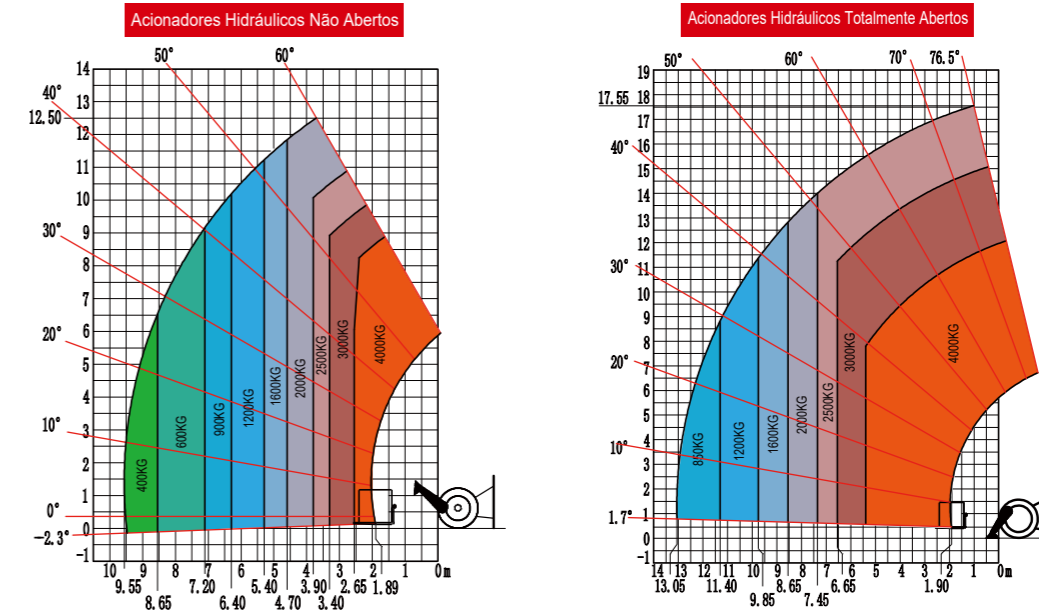 Acionadores Hidráulicos Não Abertos
60°
50°
40°
12.50
30°
20°
10°
0°
-2.3°
14
13
12
11
10
9
8
7
6
5
4
3
2
1
0
-1
400KG
600KG
900KG
1200KG
1600KG
2000KG
2500KG
3000KG
4000KG
10 9 8 7 6 5 4 3 2 1 0m
9.55 7.20 5.40 3.90 2.65 1.89
8.65 6.40 4.70 3.40
Acionadores Hidráulicos Totalmente Abertos
50° 60° 70° 76.5°
17.55
40°
30°
20°
10°
1.7°
19
18
17
16
15
14
13
12
11
10
9
8
7
6
5
4
3
2
1
0
-1
850KG
1200KG
1600KG
2000KG
2500KG
3000KG
4000KG
14 13 12 11 10 9 8 7 6 5 4 3 2 1 0m
13.05 11.40 8.65 6.65 1.90
9.85 7.45